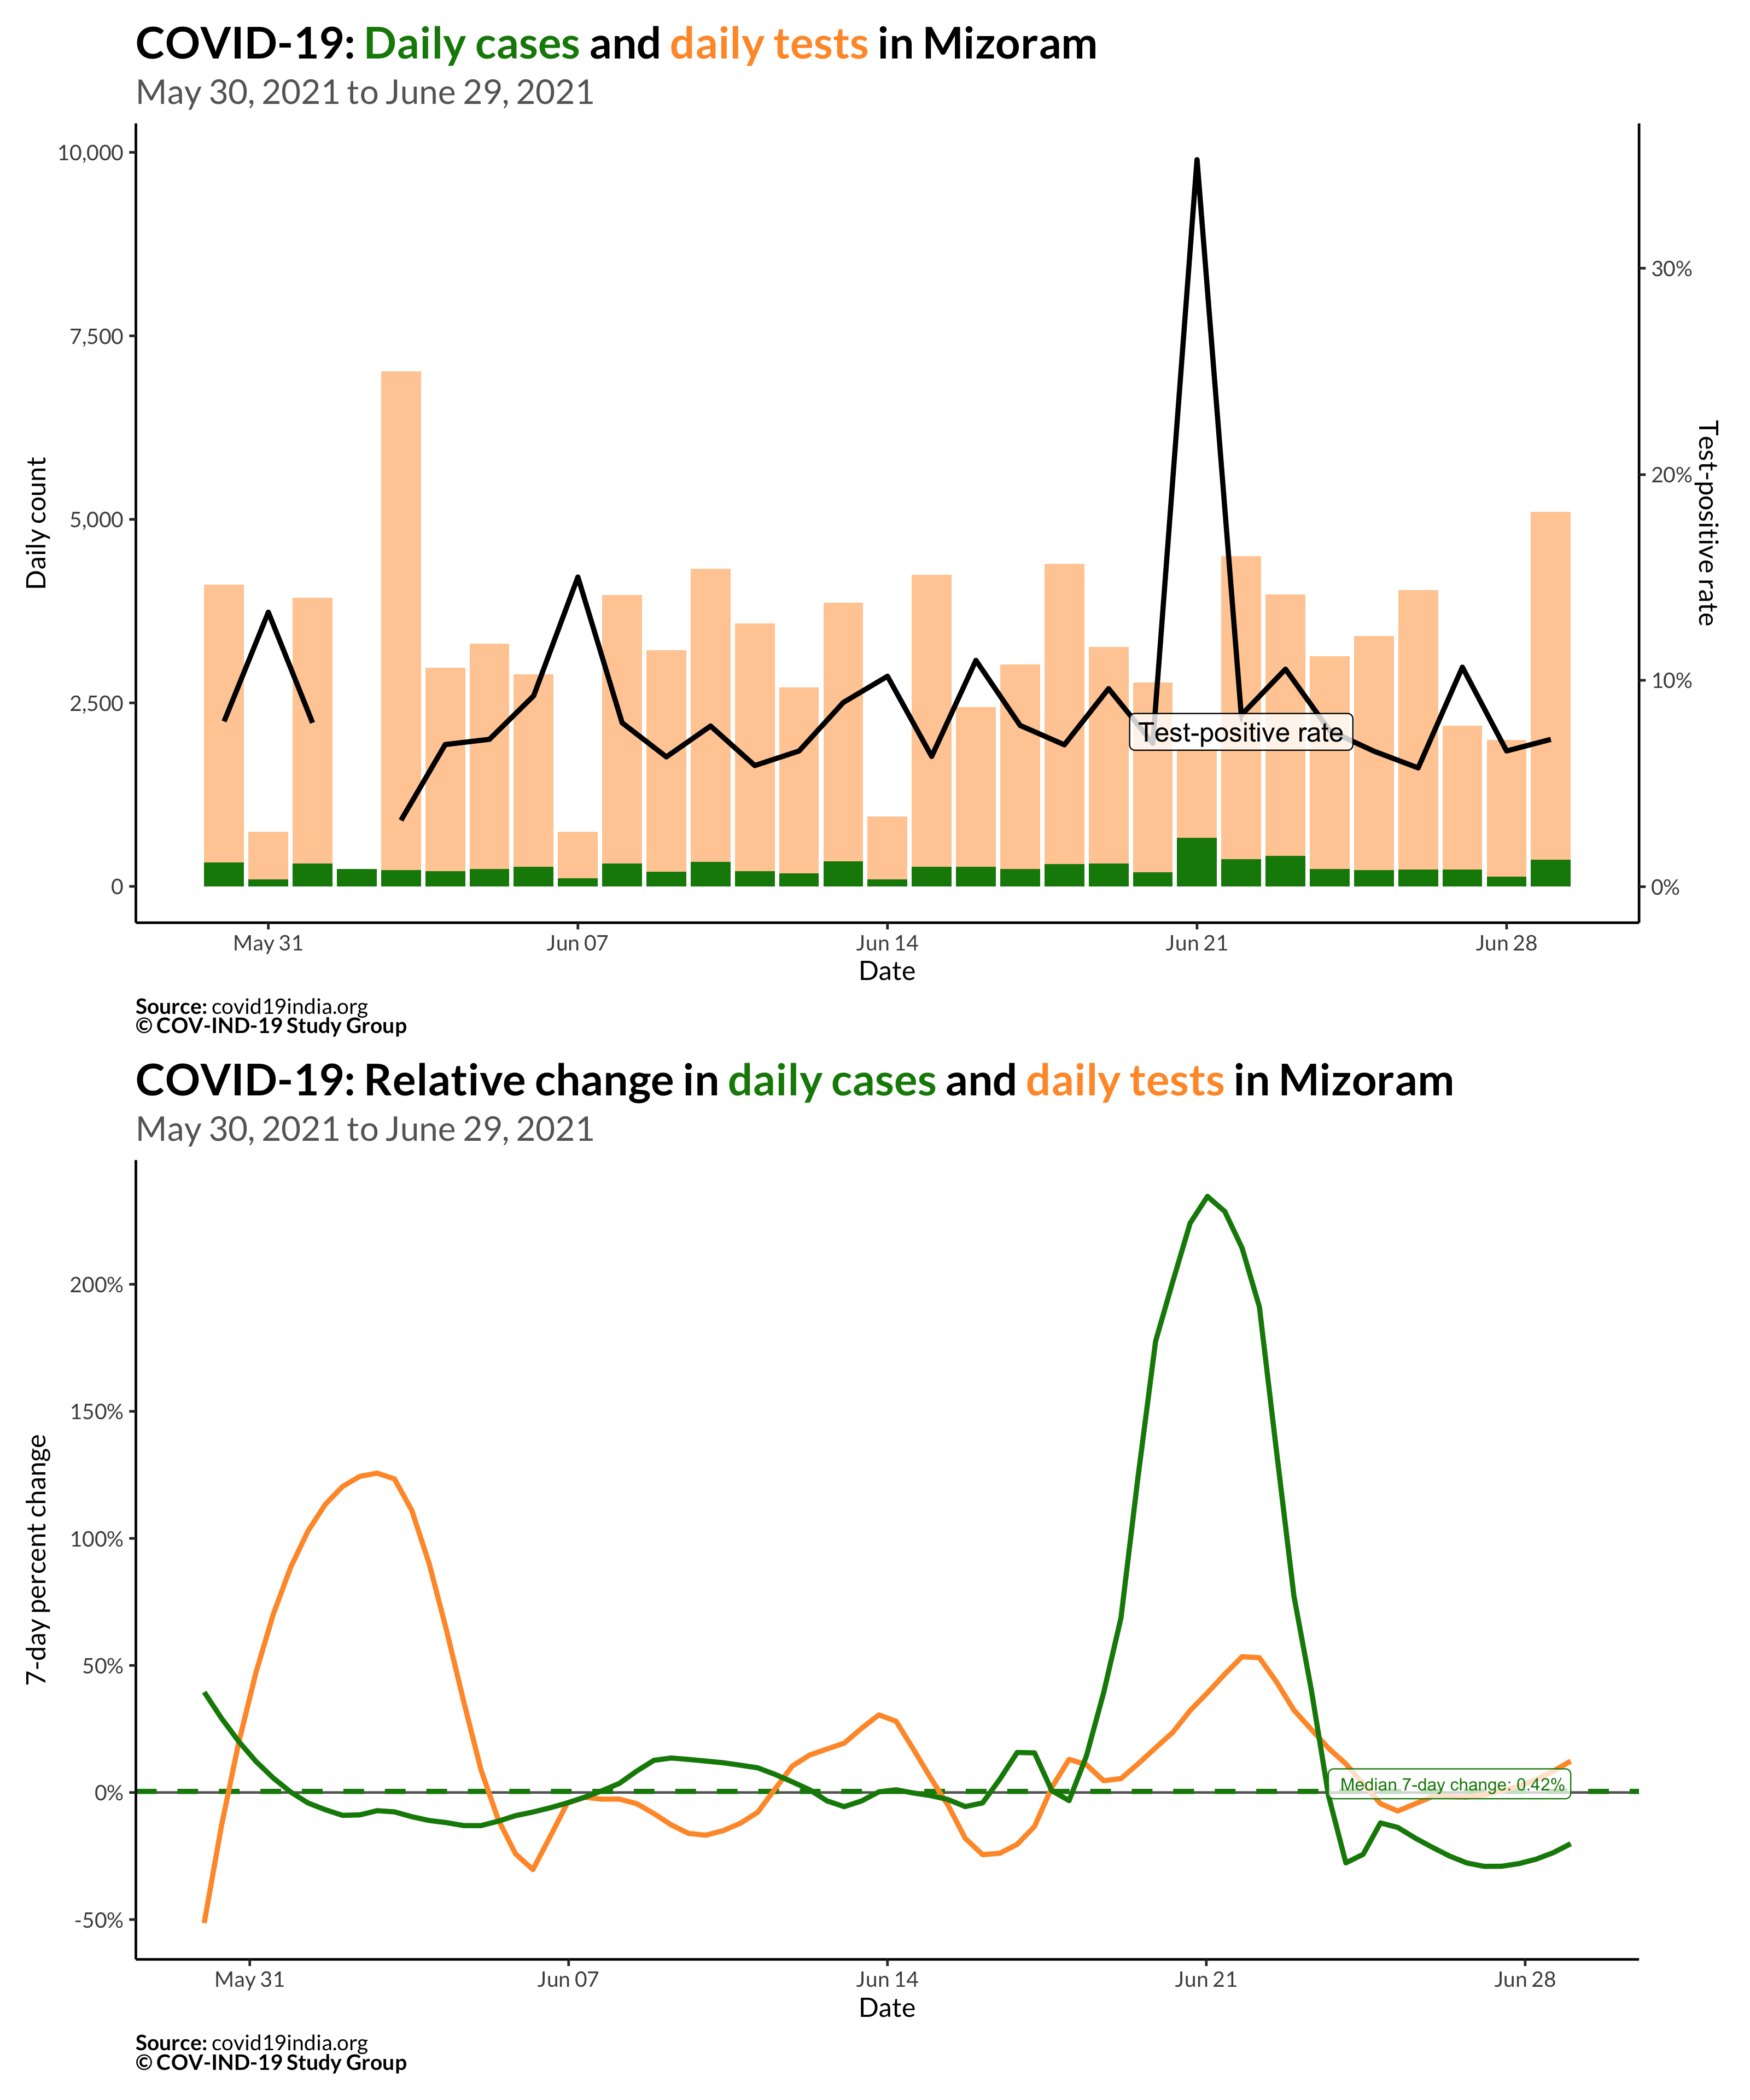 COVID-19: Daily cases and daily tests in Mizoram
May 30, 2021 to June 29, 2021
10,000
7,500
5,000
2,500
0
Daily count
30%
20%
10%
0%
Test-positive rate
Test-positive rate
May 31
Jun 07
Jun 14
Jun 21
Jun 28
Date
Source: covid19india.org
© COV-IND-19 Study Group
COVID-19: Relative change in daily cases and daily tests in Mizoram
May 30, 2021 to June 29, 2021
200%
150%
100%
50%
0%
-50%
7-day percent change
Median 7-day change: 0.42%
May 31
Jun 07
Jun 14
Jun 21
Jun 28
Date
Source: covid19india.org
© COV-IND-19 Study Group